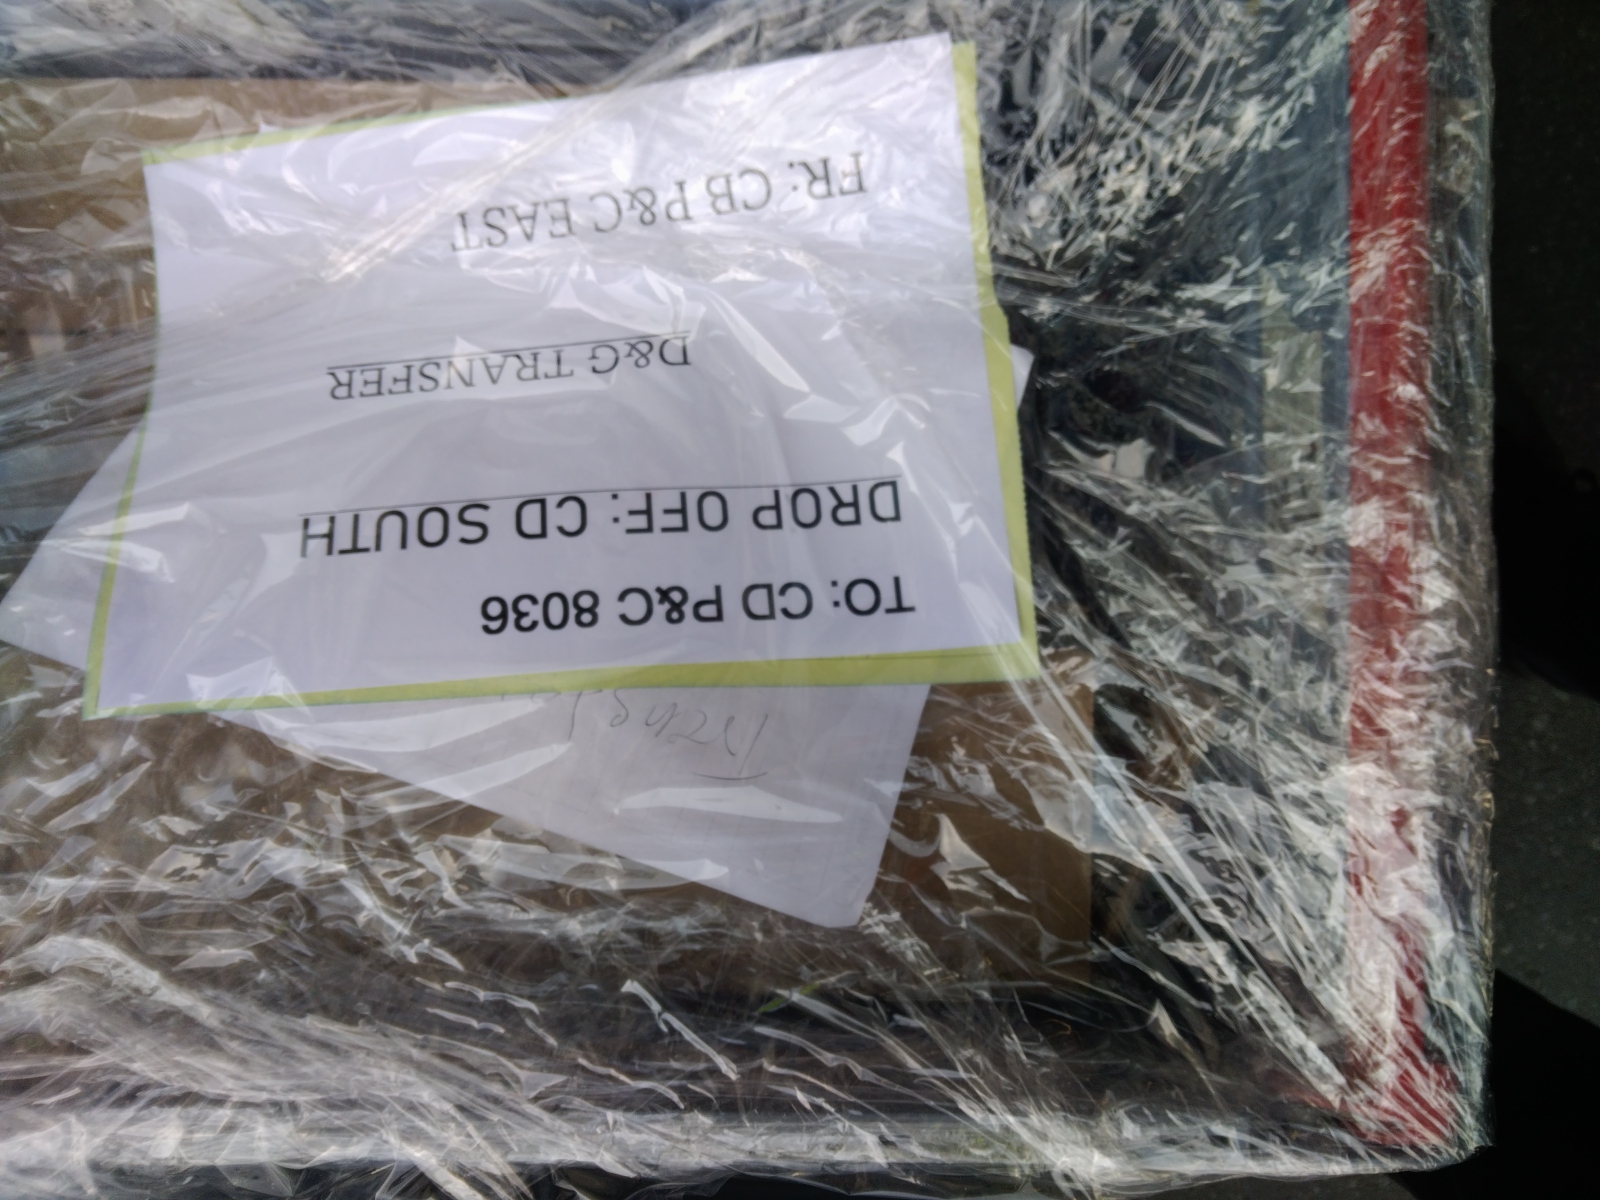 TO: CD P&C 8036
DROP OFF: CD SOUTH
D&G TRANSFER
FR: CB P&C EAST